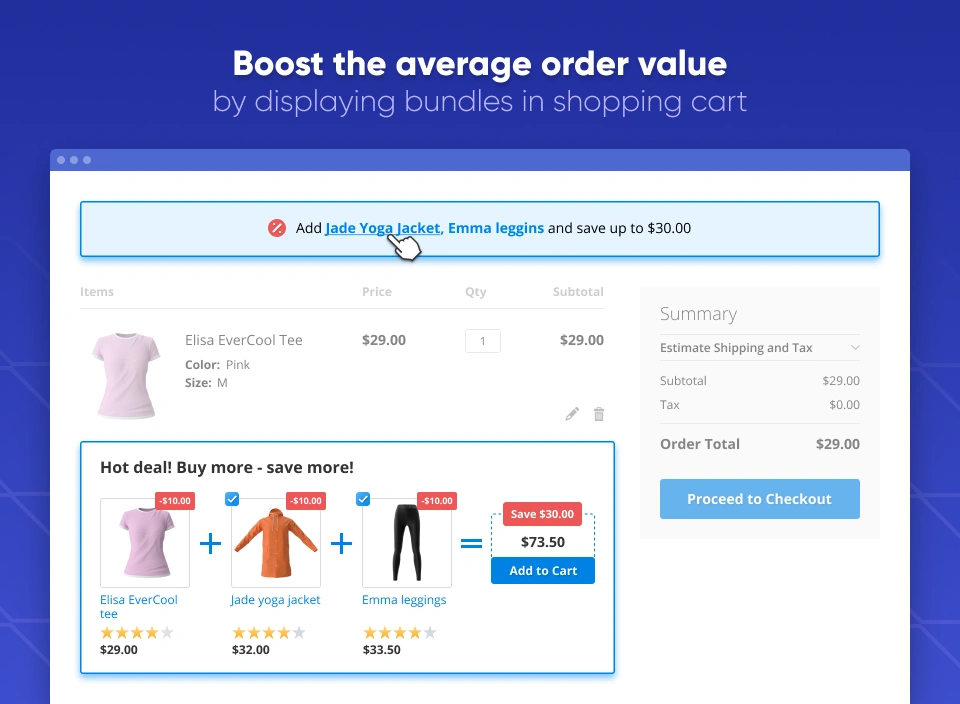 Boost the average order value
by displaying bundles in shopping cart
Add Jade Yoga Jacket, Emma leggins and save up to $30.00
Items Price Qty Subtotal
Elisa EverCool Tee $29.00 1 $29.00
Color: Pink
Size: M
Summary
Estimate Shipping and Tax
Subtotal $29.00
Tax $0.00
Order Total $29.00
Proceed to Checkout
Hot deal! Buy more - save more!
-$10.00 -$10.00 -$10.00
+ + =
Save $30.00
$73.50
Add to Cart
Elisa EverCool
tee
$29.00
Jade yoga jacket
$32.00
Emma leggings
$33.50